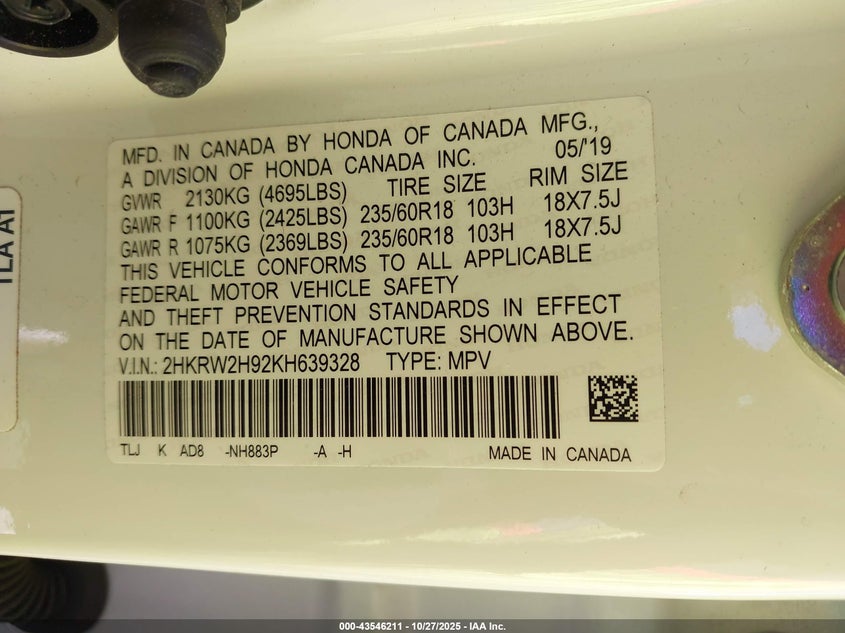 MFD. IN CANADA BY HONDA OF CANADA MFG.,
A DIVISION OF HONDA CANADA INC. 05/'19
GVWR 2130KG (4695LBS) TIRE SIZE RIM SIZE
GAWR F 1100KG (2425LBS) 235/60R18 103H 18X7.5J
GAWR R 1075KG (2369LBS) 235/60R18 103H 18X7.5J
THIS VEHICLE CONFORMS TO ALL APPLICABLE
FEDERAL MOTOR VEHICLE SAFETY
AND THEFT PREVENTION STANDARDS IN EFFECT
ON THE DATE OF MANUFACTURE SHOWN ABOVE.
V.I.N.: 2HKRW2H92KH639328 TYPE: MPV
TLJ K AD8 -NH883P -A -H MADE IN CANADA
TLA A1
000-43546211 - 10/27/2025 - IAA Inc.